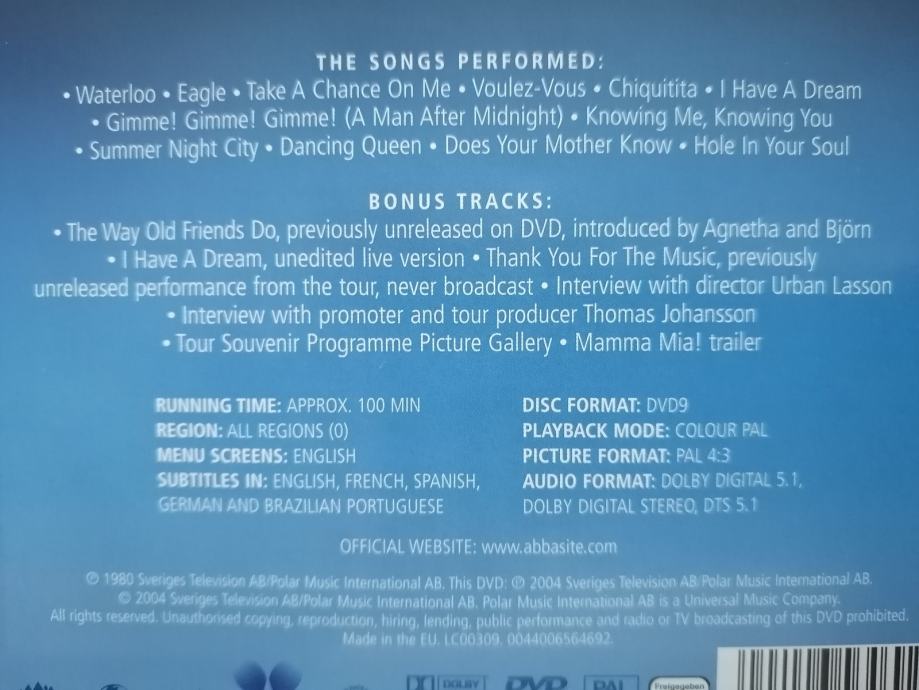 THE SONGS PERFORMED:
• Waterloo • Eagle • Take A Chance On Me • Voulez-Vous • Chiquitita • I Have A Dream
• Gimme! Gimme! Gimme! (A Man After Midnight) • Knowing Me, Knowing You
• Summer Night City • Dancing Queen • Does Your Mother Know • Hole In Your Soul
BONUS TRACKS:
• The Way Old Friends Do, previously unreleased on DVD, introduced by Agnetha and Björn
• I Have A Dream, unedited live version • Thank You For The Music, previously
unreleased performance from the tour, never broadcast • Interview with director Urban Lasson
• Interview with promoter and tour producer Thomas Johansson
• Tour Souvenir Programme Picture Gallery • Mamma Mia! trailer
RUNNING TIME: APPROX. 100 MIN
REGION: ALL REGIONS (0)
MENU SCREENS: ENGLISH
SUBTITLES IN: ENGLISH, FRENCH, SPANISH,
GERMAN AND BRAZILIAN PORTUGUESE
DISC FORMAT: DVD9
PLAYBACK MODE: COLOUR PAL
PICTURE FORMAT: PAL 4:3
AUDIO FORMAT: DOLBY DIGITAL 5.1,
DOLBY DIGITAL STEREO, DTS 5.1
OFFICIAL WEBSITE: www.abbasite.com
℗ 1980 Sveriges Television AB/Polar Music International AB. This DVD: ℗ 2004 Sveriges Television AB/Polar Music International AB.
© 2004 Sveriges Television AB/Polar Music International AB. Polar Music International AB is a Universal Music Company.
All rights reserved. Unauthorised copying, reproduction, hiring, lending, public performance and radio or TV broadcasting of this DVD prohibited.
Made in the EU. LC00309. 0044006564692.
DOLBY
DVD
PAL
Freigegeben